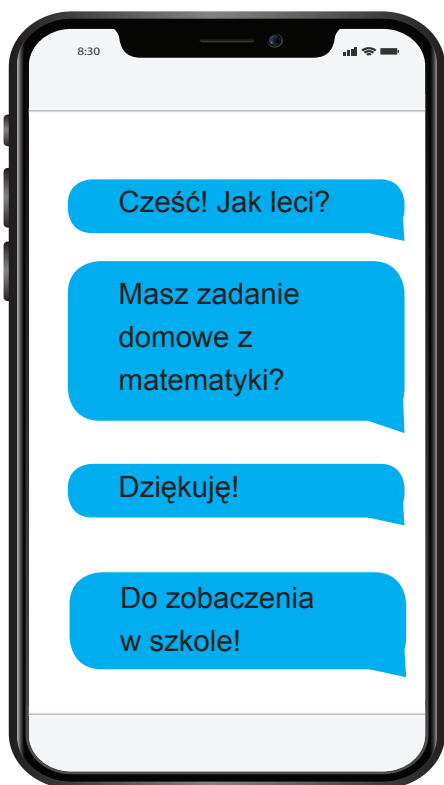 8:30
Cześć! Jak leci?
Masz zadanie
domowe z
matematyki?
Dziękuję!
Do zobaczenia
w szkole!